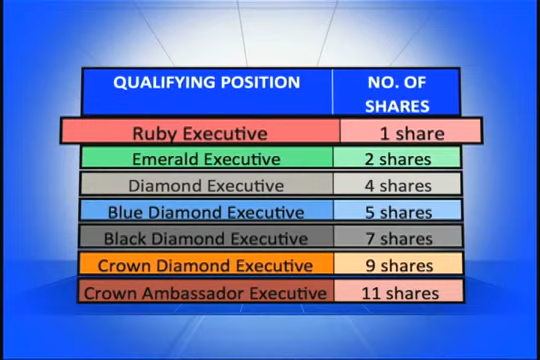 QUALIFYING POSITION NO. OF SHARES
Ruby Executive 1 share
Emerald Executive 2 shares
Diamond Executive 4 shares
Blue Diamond Executive 5 shares
Black Diamond Executive 7 shares
Crown Diamond Executive 9 shares
Crown Ambassador Executive 11 shares